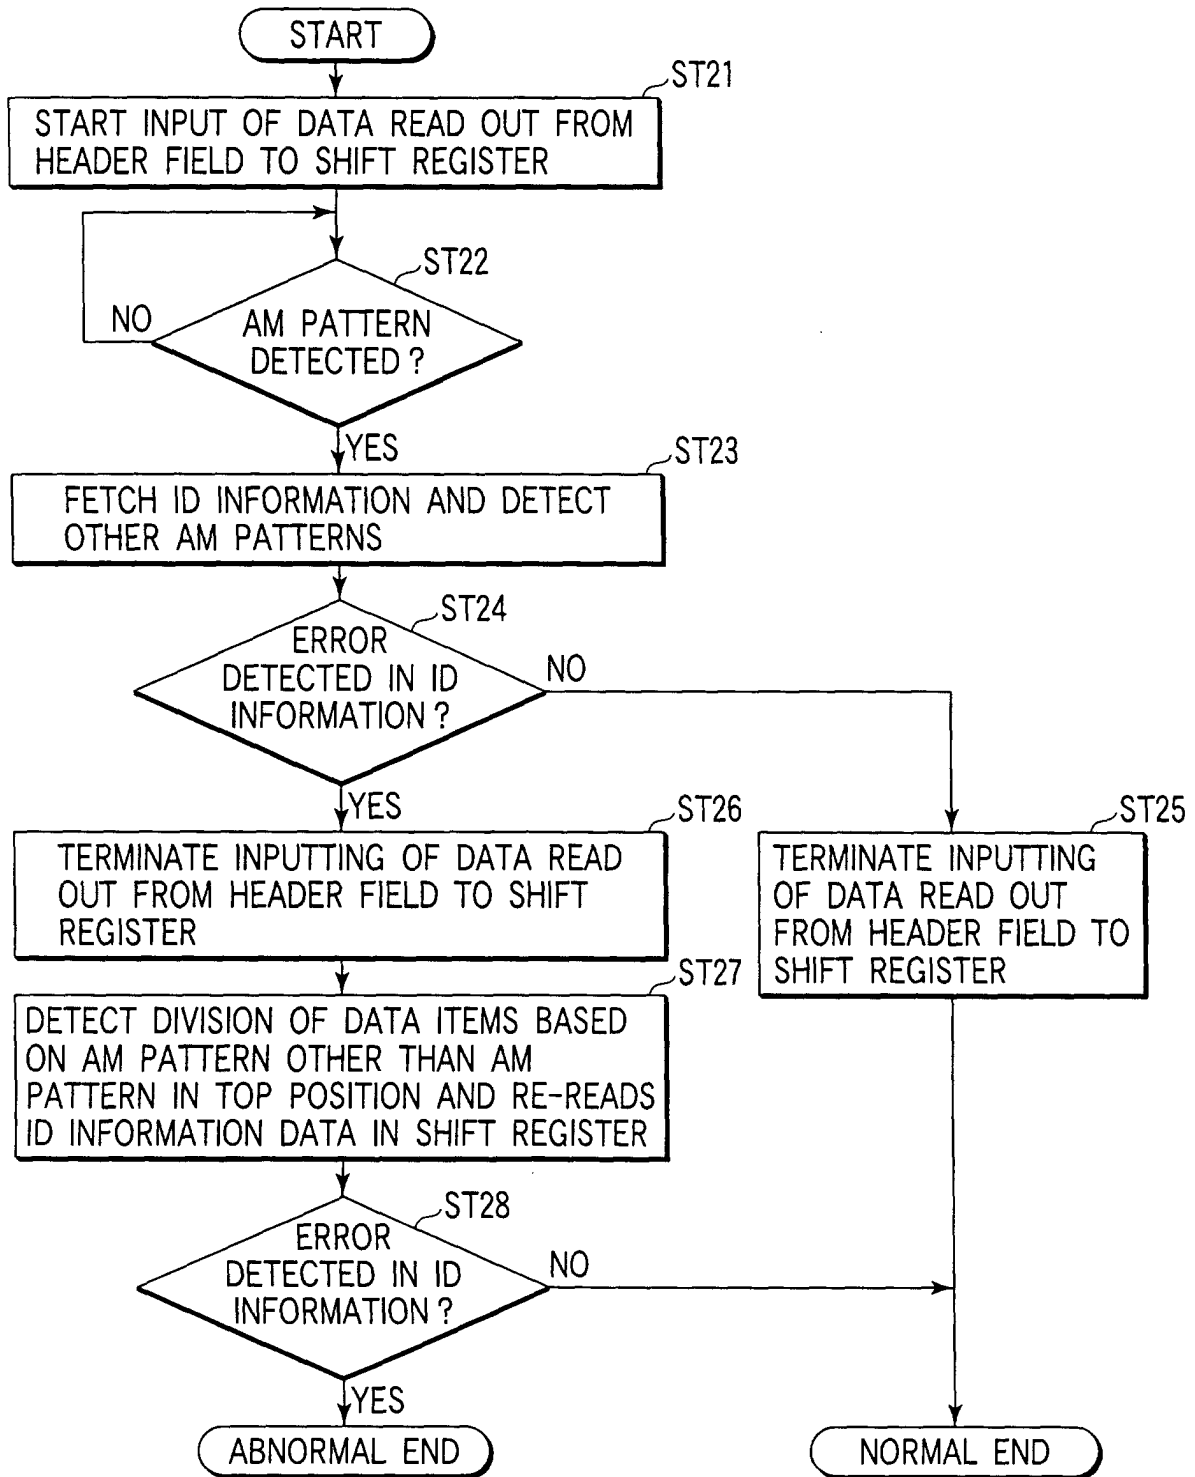 START
ST21
START INPUT OF DATA READ OUT FROM
HEADER FIELD TO SHIFT REGISTER
ST22
NO
AM PATTERN
DETECTED ?
YES
ST23
FETCH ID INFORMATION AND DETECT
OTHER AM PATTERNS
ST24
ERROR
DETECTED IN ID
INFORMATION ?
NO
YES
ST26
TERMINATE INPUTTING OF DATA READ
OUT FROM HEADER FIELD TO SHIFT
REGISTER
ST25
TERMINATE INPUTTING
OF DATA READ OUT
FROM HEADER FIELD TO
SHIFT REGISTER
ST27
DETECT DIVISION OF DATA ITEMS BASED
ON AM PATTERN OTHER THAN AM
PATTERN IN TOP POSITION AND RE-READS
ID INFORMATION DATA IN SHIFT REGISTER
ST28
ERROR
DETECTED IN ID
INFORMATION ?
NO
YES
ABNORMAL END
NORMAL END